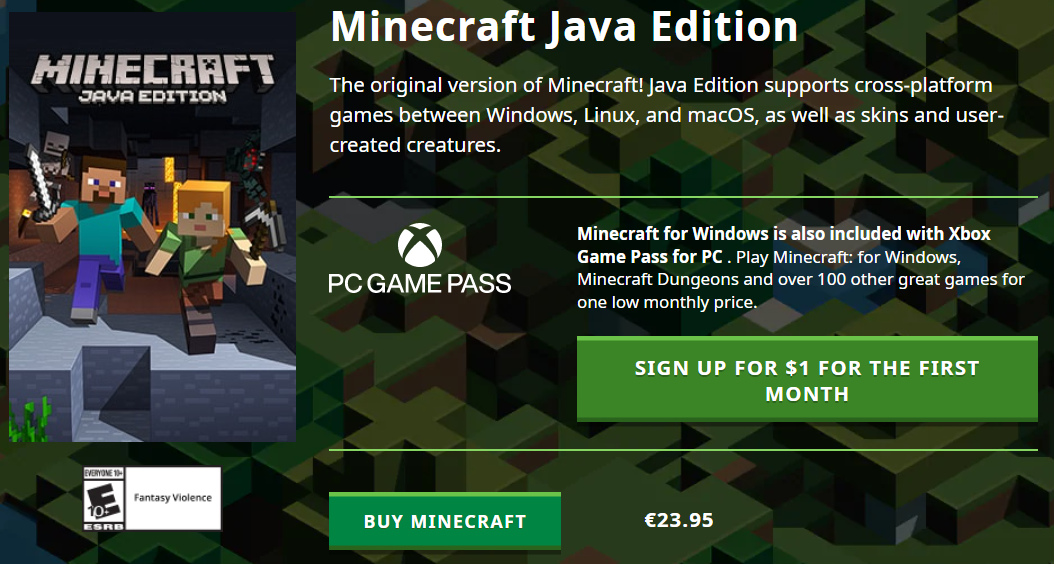 Minecraft Java Edition
MINECRAFT
JAVA EDITION
The original version of Minecraft! Java Edition supports cross-platform
games between Windows, Linux, and macOS, as well as skins and user-
created creatures.
PC GAME PASS
Minecraft for Windows is also included with Xbox
Game Pass for PC . Play Minecraft: for Windows,
Minecraft Dungeons and over 100 other great games for
one low monthly price.
SIGN UP FOR $1 FOR THE FIRST
MONTH
EVERYONE 10+
E
10+
ESRB
Fantasy Violence
BUY MINECRAFT
€23.95